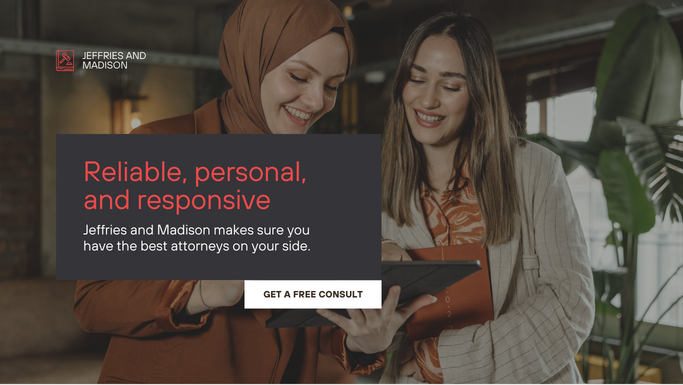 JEFFRIES AND
MADISON
Reliable, personal,
and responsive
Jeffries and Madison makes sure you
have the best attorneys on your side.
GET A FREE CONSULT